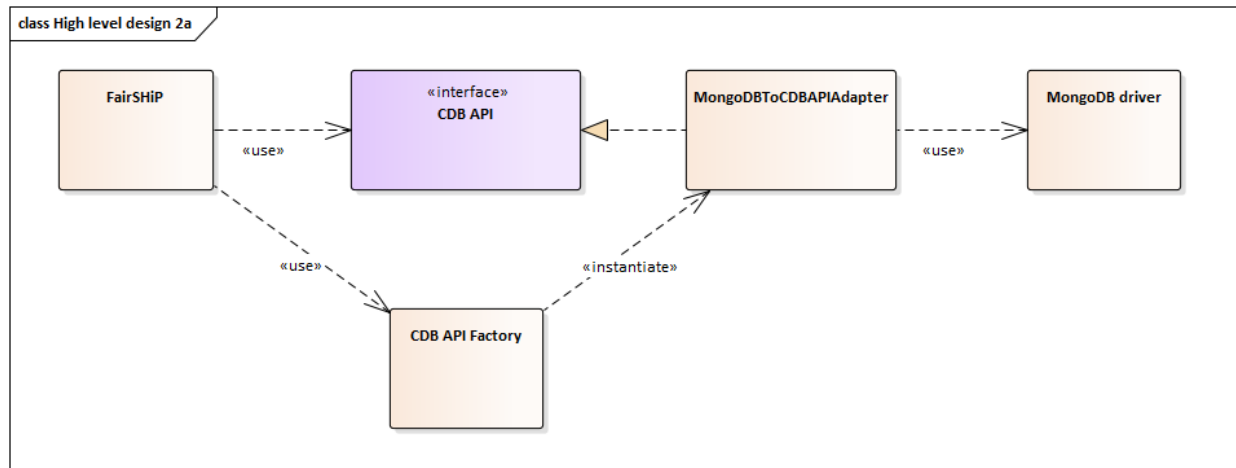 class High level design 2a
FairSHiP
«interface»
CDB API
MongoDBToCDBAPIAdapter
MongoDB driver
«use»
«use»
«use»
«instantiate»
CDB API Factory